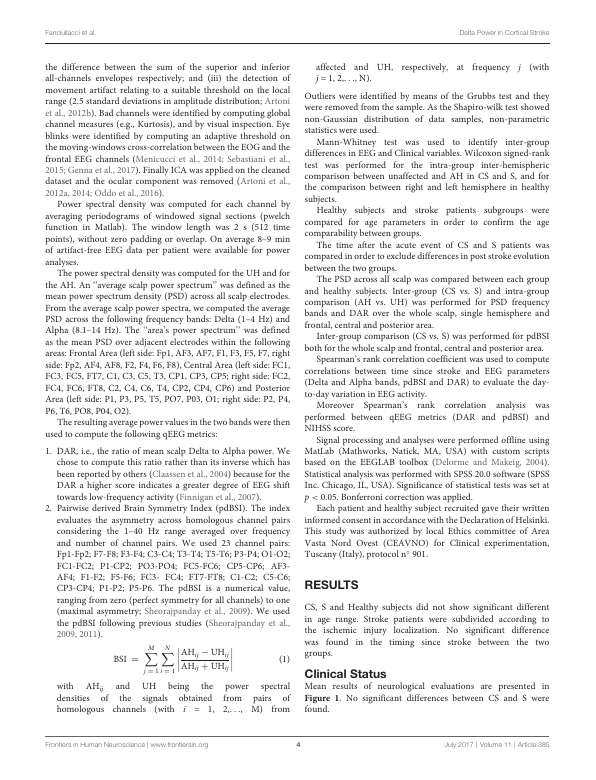 Fanciullacci et al.
Delta Power in Cortical Stroke
the difference between the sum of the superior and inferior
all-channels envelopes respectively; and (iii) the detection of
movement artifact relating to a suitable threshold on the local
range (2.5 standard deviations in amplitude distribution; Artoni
et al., 2012b). Bad channels were identified by computing global
channel measures (e.g., Kurtosis), and by visual inspection. Eye
blinks were identified by computing an adaptive threshold on
the moving-windows cross-correlation between the EOG and the
frontal EEG channels (Menicucci et al., 2014; Sebastiani et al.,
2015; Genna et al., 2017). Finally ICA was applied on the cleaned
dataset and the ocular component was removed (Artoni et al.,
2012a, 2014; Oddo et al., 2016).
Power spectral density was computed for each channel by
averaging periodograms of windowed signal sections (pwelch
function in Matlab). The window length was 2 s (512 time
points), without zero padding or overlap. On average 8–9 min
of artifact-free EEG data per patient were available for power
analyses.
The power spectral density was computed for the UH and for
the AH. An "average scalp power spectrum" was defined as the
mean power spectrum density (PSD) across all scalp electrodes.
From the average scalp power spectra, we computed the average
PSD across the following frequency bands: Delta (1–4 Hz) and
Alpha (8.1–14 Hz). The "area's power spectrum" was defined
as the mean PSD over adjacent electrodes within the following
areas: Frontal Area (left side: Fp1, AF3, AF7, F1, F3, F5, F7, right
side: Fp2, AF4, AF8, F2, F4, F6, F8), Central Area (left side: FC1,
FC3, FC5, FT7, C1, C3, C5, T3, CP1, CP3, CP5; right side: FC2,
FC4, FC6, FT8, C2, C4, C6, T4, CP2, CP4, CP6) and Posterior
Area (left side: P1, P3, P5, T5, PO7, P03, O1; right side: P2, P4,
P6, T6, PO8, P04, O2).
The resulting average power values in the two bands were then
used to compute the following qEEG metrics:
1. DAR, i.e., the ratio of mean scalp Delta to Alpha power. We
chose to compute this ratio rather than its inverse which has
been reported by others (Claassen et al., 2004) because for the
DAR a higher score indicates a greater degree of EEG shift
towards low-frequency activity (Finnigan et al., 2007).
2. Pairwise derived Brain Symmetry Index (pdBSI). The index
evaluates the asymmetry across homologous channel pairs
considering the 1–40 Hz range averaged over frequency
and number of channel pairs. We used 23 channel pairs:
Fp1-Fp2; F7-F8; F3-F4; C3-C4; T3-T4; T5-T6; P3-P4; O1-O2;
FC1-FC2; P1-CP2; PO3-PO4; FC5-FC6; CP5-CP6; AF3-
AF4; F1-F2; F5-F6; FC3- FC4; FT7-FT8; C1-C2; C5-C6;
CP3-CP4; P1-P2; P5-P6. The pdBSI is a numerical value,
ranging from zero (perfect symmetry for all channels) to one
(maximal asymmetry; Sheorajpanday et al., 2009). We used
the pdBSI following previous studies (Sheorajpanday et al.,
2009, 2011).
BSI = ∑_{j=1}^{M} ∑_{i=1}^{N} |(AH_{ij} − UH_{ij}) / (AH_{ij} + UH_{ij})| (1)
with AH_{ij} and UH being the power spectral
densities of the signals obtained from pairs of
homologous channels (with i = 1, 2,..., M) from
affected and UH, respectively, at frequency j (with
j = 1, 2,..., N).
Outliers were identified by means of the Grubbs test and they
were removed from the sample. As the Shapiro-wilk test showed
non-Gaussian distribution of data samples, non-parametric
statistics were used.
Mann-Whitney test was used to identify inter-group
differences in EEG and Clinical variables. Wilcoxon signed-rank
test was performed for the intra-group inter-hemispheric
comparison between unaffected and AH in CS and S, and for
the comparison between right and left hemisphere in healthy
subjects.
Healthy subjects and stroke patients subgroups were
compared for age parameters in order to confirm the age
comparability between groups.
The time after the acute event of CS and S patients was
compared in order to exclude differences in post stroke evolution
between the two groups.
The PSD across all scalp was compared between each group
and healthy subjects. Inter-group (CS vs. S) and intra-group
comparison (AH vs. UH) was performed for PSD frequency
bands and DAR over the whole scalp, single hemisphere and
frontal, central and posterior area.
Inter-group comparison (CS vs. S) was performed for pdBSI
both for the whole scalp and frontal, central and posterior area.
Spearman's rank correlation coefficient was used to compute
correlations between time since stroke and EEG parameters
(Delta and Alpha bands, pdBSI and DAR) to evaluate the day-
to-day variation in EEG activity.
Moreover Spearman's rank correlation analysis was
performed between qEEG metrics (DAR and pdBSI) and
NIHSS score.
Signal processing and analyses were performed offline using
MatLab (Mathworks, Natick, MA, USA) with custom scripts
based on the EEGLAB toolbox (Delorme and Makeig, 2004).
Statistical analysis was performed with SPSS 20.0 software (SPSS
Inc. Chicago, IL, USA). Significance of statistical tests was set at
p < 0.05. Bonferroni correction was applied.
Each patient and healthy subject recruited gave their written
informed consent in accordance with the Declaration of Helsinki.
This study was authorized by local Ethics committee of Area
Vasta Nord Ovest (CEAVNO) for Clinical experimentation,
Tuscany (Italy), protocol n° 901.
RESULTS
CS, S and Healthy subjects did not show significant different
in age range. Stroke patients were subdivided according to
the ischemic injury localization. No significant difference
was found in the timing since stroke between the two
groups.
Clinical Status
Mean results of neurological evaluations are presented in
Figure 1. No significant differences between CS and S were
found.
Frontiers in Human Neuroscience | www.frontiersin.org
4
July 2017 | Volume 11 | Article 385